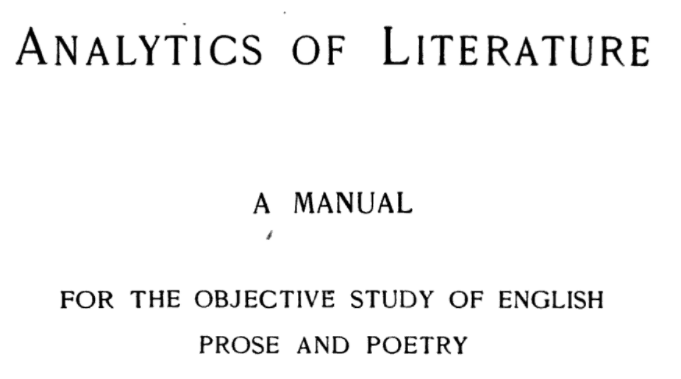 ANALYTICS OF LITERATURE
A MANUAL
FOR THE OBJECTIVE STUDY OF ENGLISH
PROSE AND POETRY